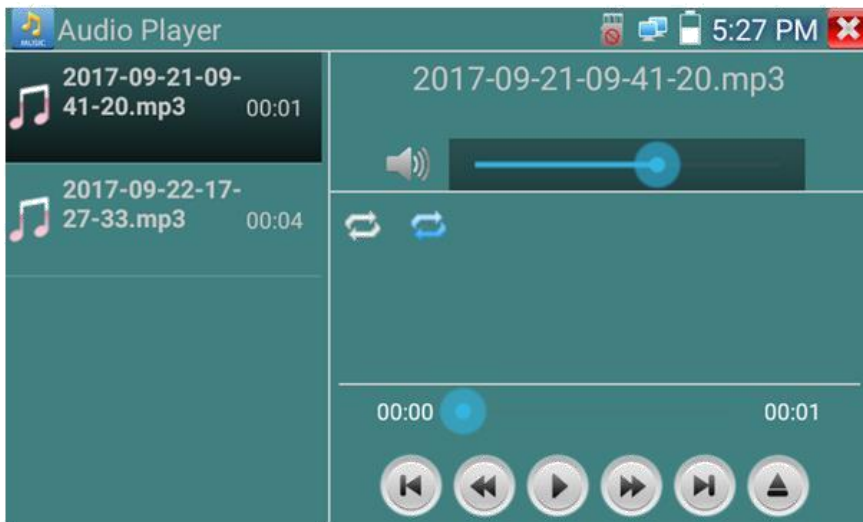 MUSIC
Audio Player
5:27 PM
2017-09-21-09-
41-20.mp3
00:01
2017-09-22-17-
27-33.mp3
00:04
2017-09-21-09-41-20.mp3
00:00
00:01